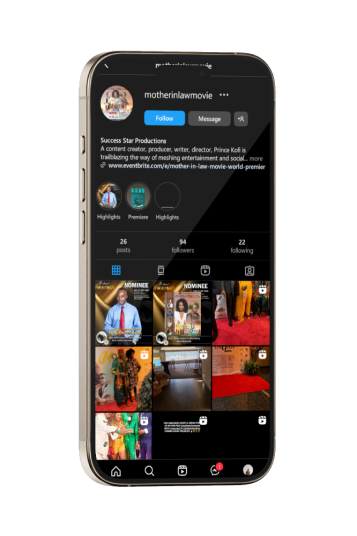 motherinlawmovie
motherinlawmovie
Follow
Message
Success Star Productions
A content creator, producer, writer, director, Prince Kofi is
trailblazing the way of meshing entertainment and social... more
www.eventbrite.com/e/mother-in-law-movie-world-premier
Highlights
Premiere
Highlights
26
94
22
posts
followers
following
NOMINEE
NOMINEE